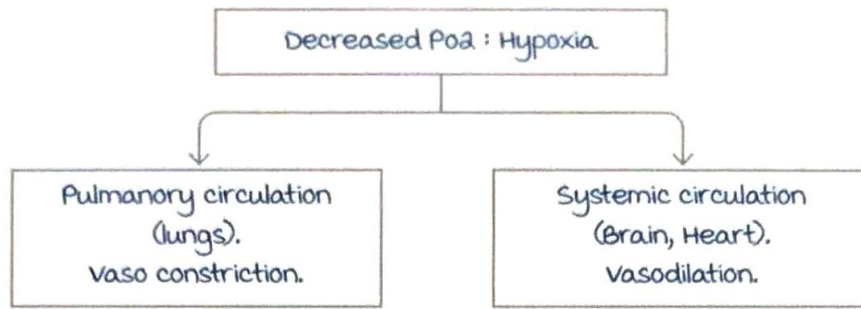 Decreased Po2 : Hypoxia
Pulmanory circulation
(lungs).
Vaso constriction.
Systemic circulation
(Brain, Heart).
Vasodilation.